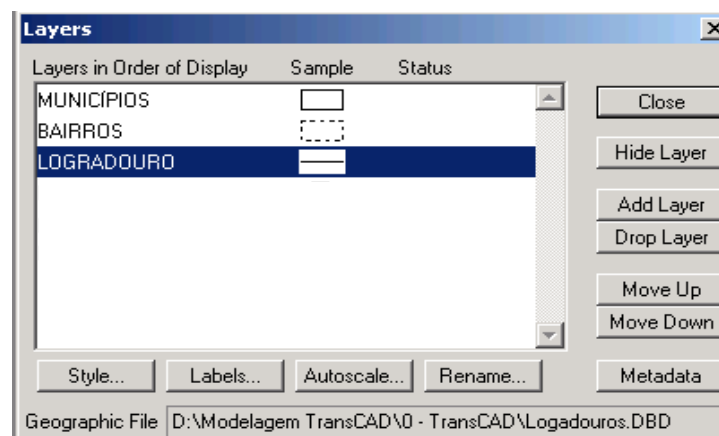 Layers
Layers in Order of Display Sample Status
MUNICÍPIOS
BAIRROS
LOGRADOURO
Close
Hide Layer
Add Layer
Drop Layer
Move Up
Move Down
Style... Labels... Autoscale... Rename... Metadata
Geographic File D:\Modelagem TransCAD\0 - TransCAD\Logadouros.DBD